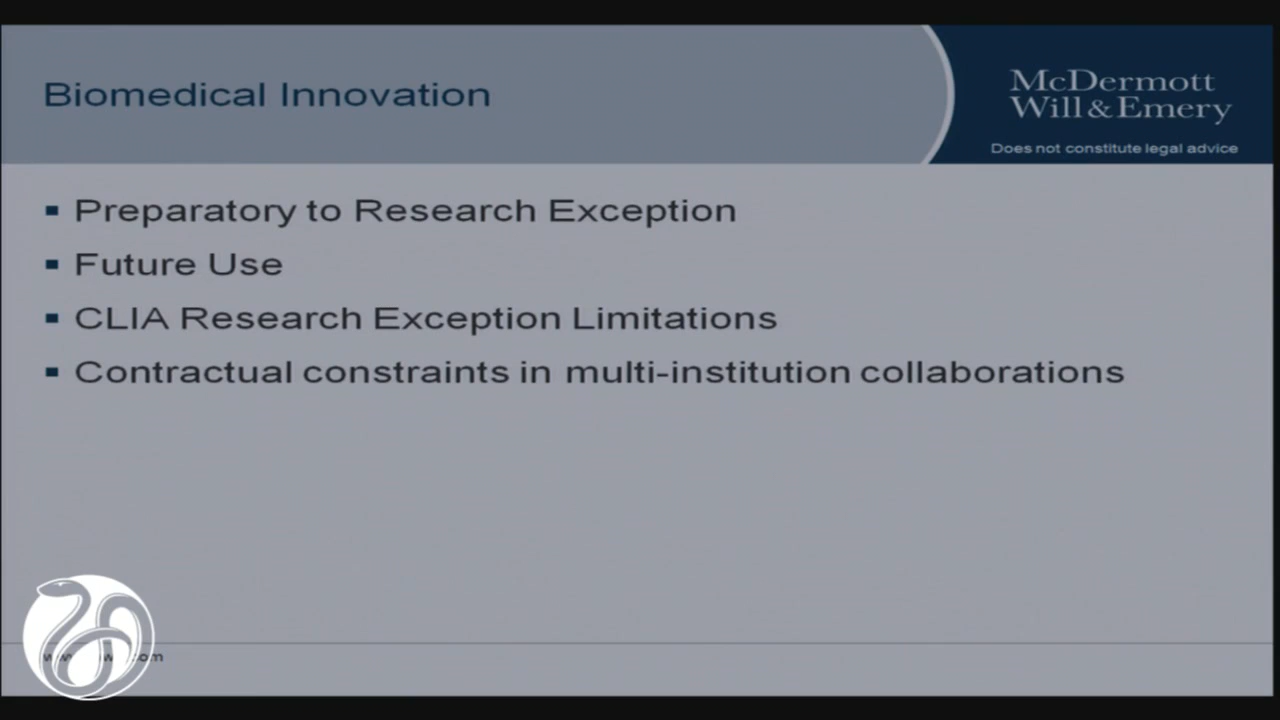 Biomedical Innovation
McDermott
Will & Emery
Does not constitute legal advice
▪ Preparatory to Research Exception
▪ Future Use
▪ CLIA Research Exception Limitations
▪ Contractual constraints in multi-institution collaborations